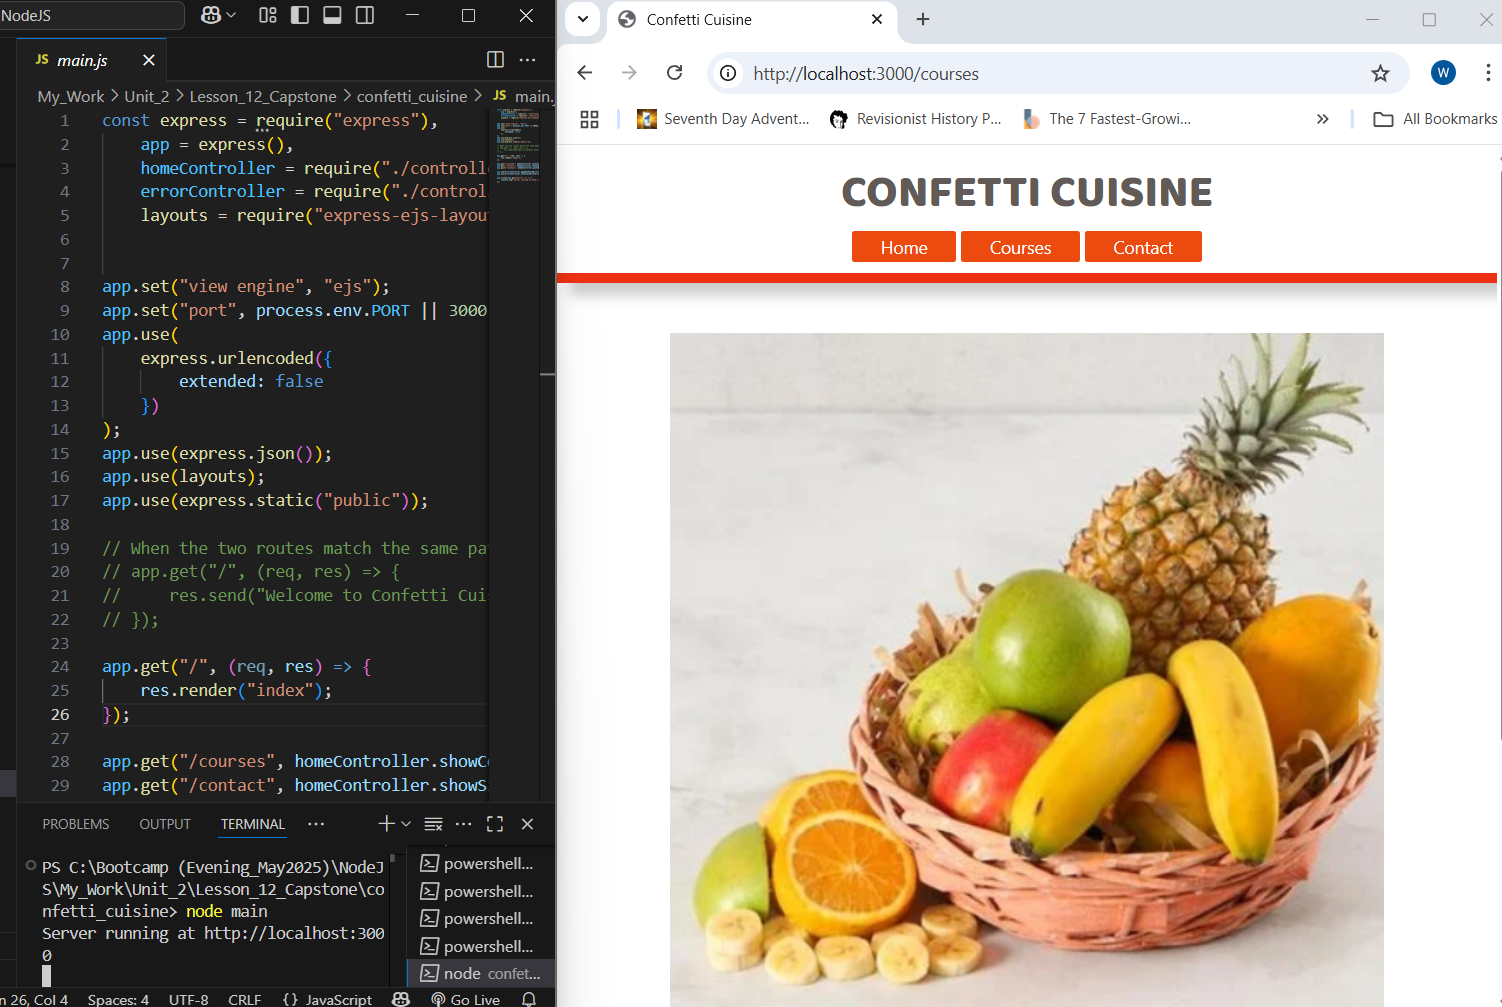 NodeJS
JS main.js
My_Work > Unit_2 > Lesson_12_Capstone > confetti_cuisine > JS main.
1 const express = require("express"),
2 app = express(),
3 homeController = require("./controll
4 errorController = require("./control
5 layouts = require("express-ejs-layou
6
7
8 app.set("view engine", "ejs");
9 app.set("port", process.env.PORT || 3000
10 app.use(
11 express.urlencoded({
12 extended: false
13 })
14 );
15 app.use(express.json());
16 app.use(layouts);
17 app.use(express.static("public"));
18
19 // When the two routes match the same pa
20 // app.get("/", (req, res) => {
21 // res.send("Welcome to Confetti Cui
22 // });
23
24 app.get("/", (req, res) => {
25 res.render("index");
26 });
27
28 app.get("/courses", homeController.showC
29 app.get("/contact", homeController.showS
PROBLEMS OUTPUT TERMINAL
PS C:\Bootcamp (Evening_May2025)\NodeJ
S\My_Work\Unit_2\Lesson_12_Capstone\co
nfetti_cuisine> node main
Server running at http://localhost:300
0
powershell...
powershell...
powershell...
powershell...
node confet...
n 26, Col 4 Spaces: 4 UTF-8 CRLF {} JavaScript Go Live
Confetti Cuisine
http://localhost:3000/courses
W
Seventh Day Advent... Revisionist History P... The 7 Fastest-Growi... All Bookmarks
CONFETTI CUISINE
Home Courses Contact